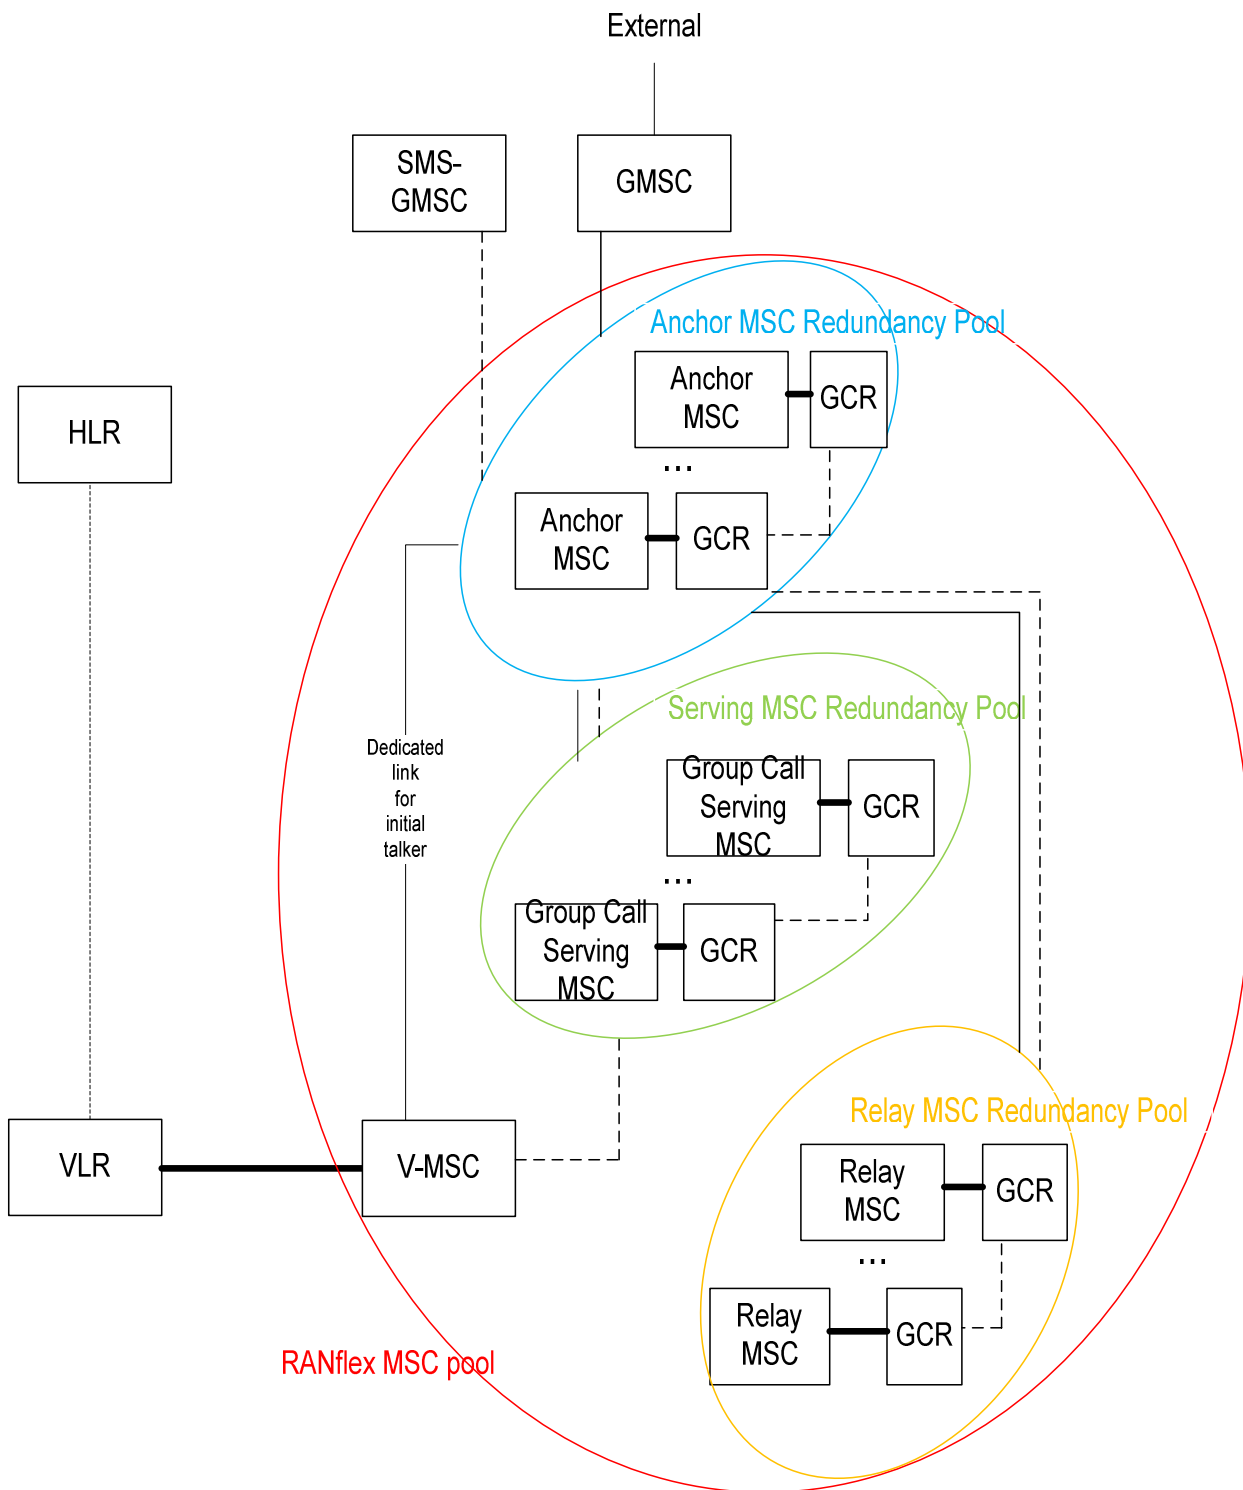 External
SMS-
GMSC
GMSC
Anchor MSC Redundancy Pool
Anchor
MSC
GCR
...
HLR
Anchor
MSC
GCR
Serving MSC Redundancy Pool
Dedicated
link
for
initial
talker
Group Call
Serving
MSC
GCR
...
Group Call
Serving
MSC
GCR
Relay MSC Redundancy Pool
VLR
V-MSC
Relay
MSC
GCR
...
Relay
MSC
GCR
RANflex MSC pool